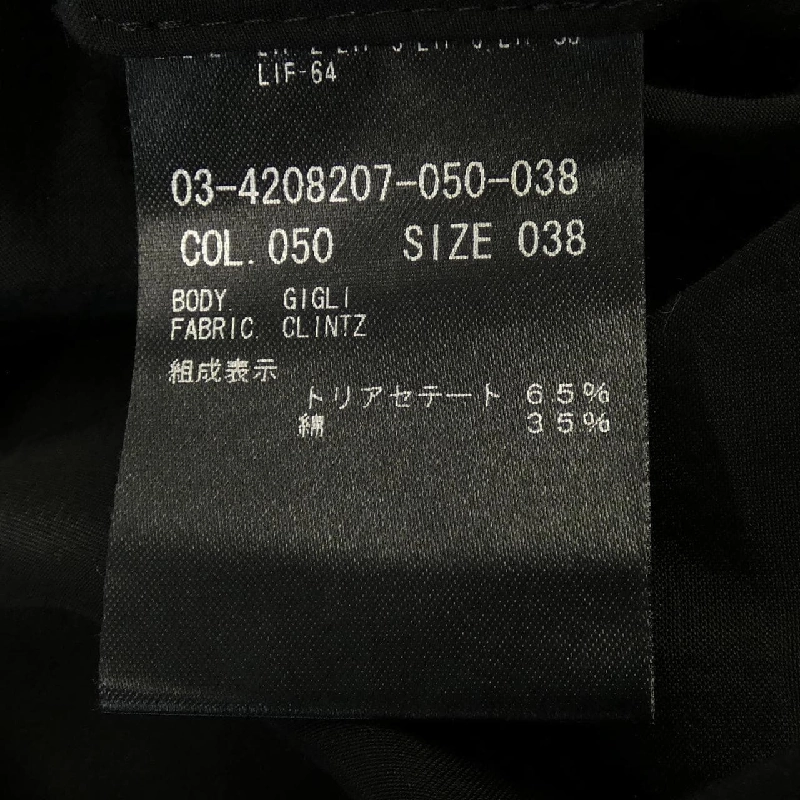 LIF-64
03-4208207-050-038
COL. 050 SIZE 038
BODY. GIGLI
FABRIC. CLINTZ
組成表示
トリアセテート 65%
綿 35%